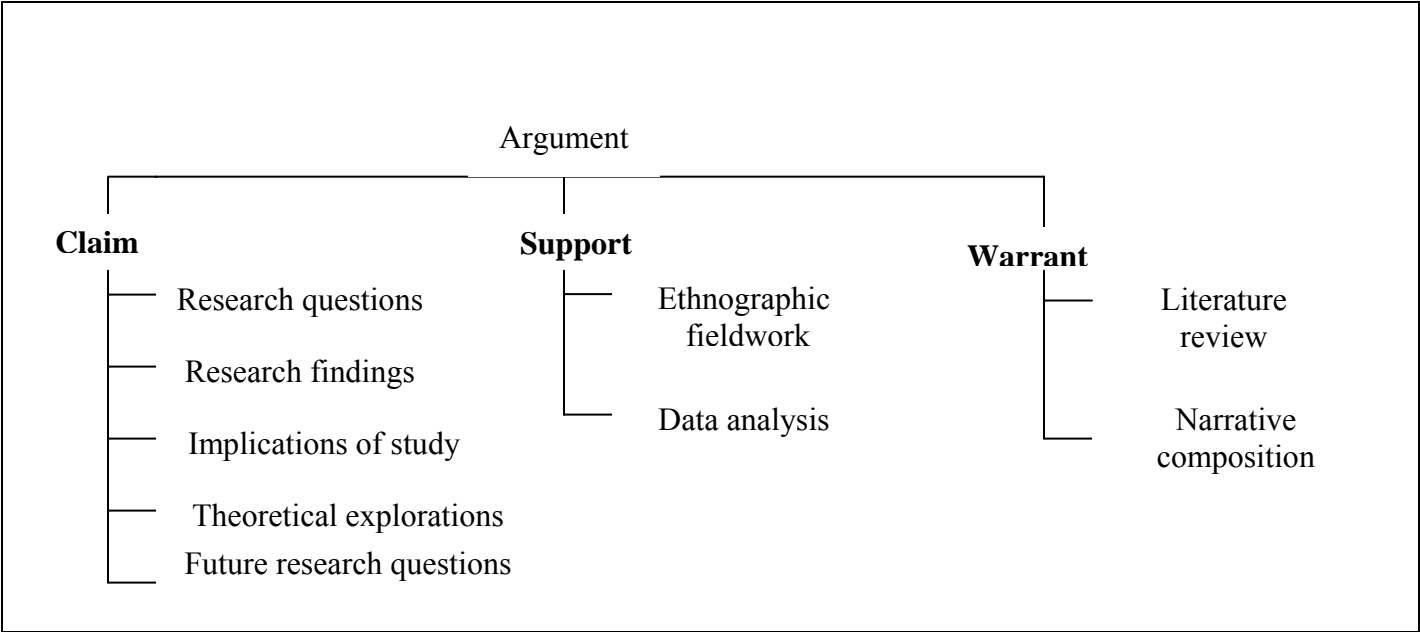 Argument
Claim
Research questions
Research findings
Implications of study
Theoretical explorations
Future research questions
Support
Ethnographic
fieldwork
Data analysis
Warrant
Literature
review
Narrative
composition